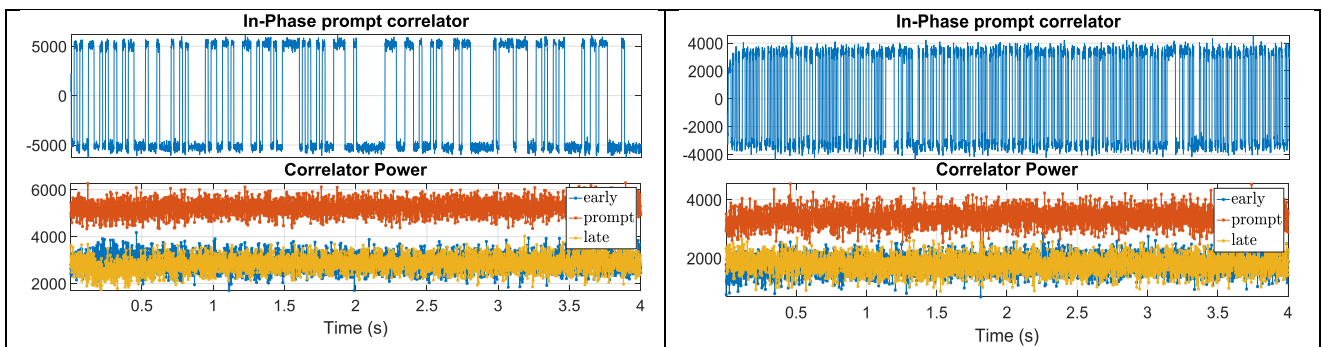 In-Phase prompt correlator
5000
0
-5000
Correlator Power
6000
4000
2000
early
prompt
late
0.5 1 1.5 2 2.5 3 3.5 4
Time (s)
In-Phase prompt correlator
4000
2000
0
-2000
-4000
Correlator Power
4000
2000
early
prompt
late
0.5 1 1.5 2 2.5 3 3.5 4
Time (s)